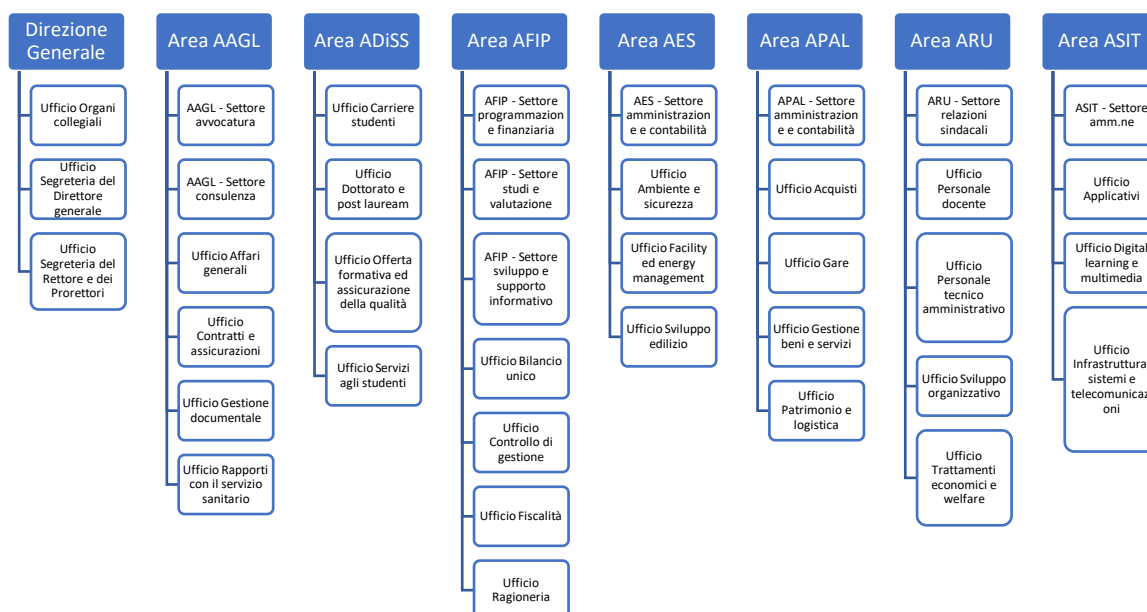 Direzione
Generale
Ufficio Organi
collegiali
Ufficio
Segreteria del
Direttore
generale
Ufficio
Segreteria del
Rettore e dei
Prorettori
Area AAGL
AAGL - Settore
avvocatura
AAGL - Settore
consulenza
Ufficio Affari
generali
Ufficio
Contratti e
assicurazioni
Ufficio Gestione
documentale
Ufficio Rapporti
con il servizio
sanitario
Area ADiSS
Ufficio Carriere
studenti
Ufficio
Dottorato e
post lauream
Ufficio Offerta
formativa ed
assicurazione
della qualità
Ufficio Servizi
agli studenti
Area AFIP
AFIP - Settore
programmazion
e finanziaria
AFIP - Settore
studi e
valutazione
AFIP - Settore
sviluppo e
supporto
informativo
Ufficio Bilancio
unico
Ufficio
Controllo di
gestione
Ufficio Fiscalità
Ufficio
Ragioneria
Area AES
AES - Settore
amministrazion
e e contabilità
Ufficio
Ambiente e
sicurezza
Ufficio Facility
ed energy
management
Ufficio Sviluppo
edilizio
Area APAL
APAL - Settore
amministrazion
e e contabilità
Ufficio Acquisti
Ufficio Gare
Ufficio Gestione
beni e servizi
Ufficio
Patrimonio e
logistica
Area ARU
ARU - Settore
relazioni
sindacali
Ufficio
Personale
docente
Ufficio
Personale
tecnico
amministrativo
Ufficio Sviluppo
organizzativo
Ufficio
Trattamenti
economici e
welfare
Area ASIT
ASIT - Settore
amm.ne
Ufficio
Applicativi
Ufficio Digital
learning e
multimedia
Ufficio
Infrastruttura,
sistemi e
telecomunicazi
oni